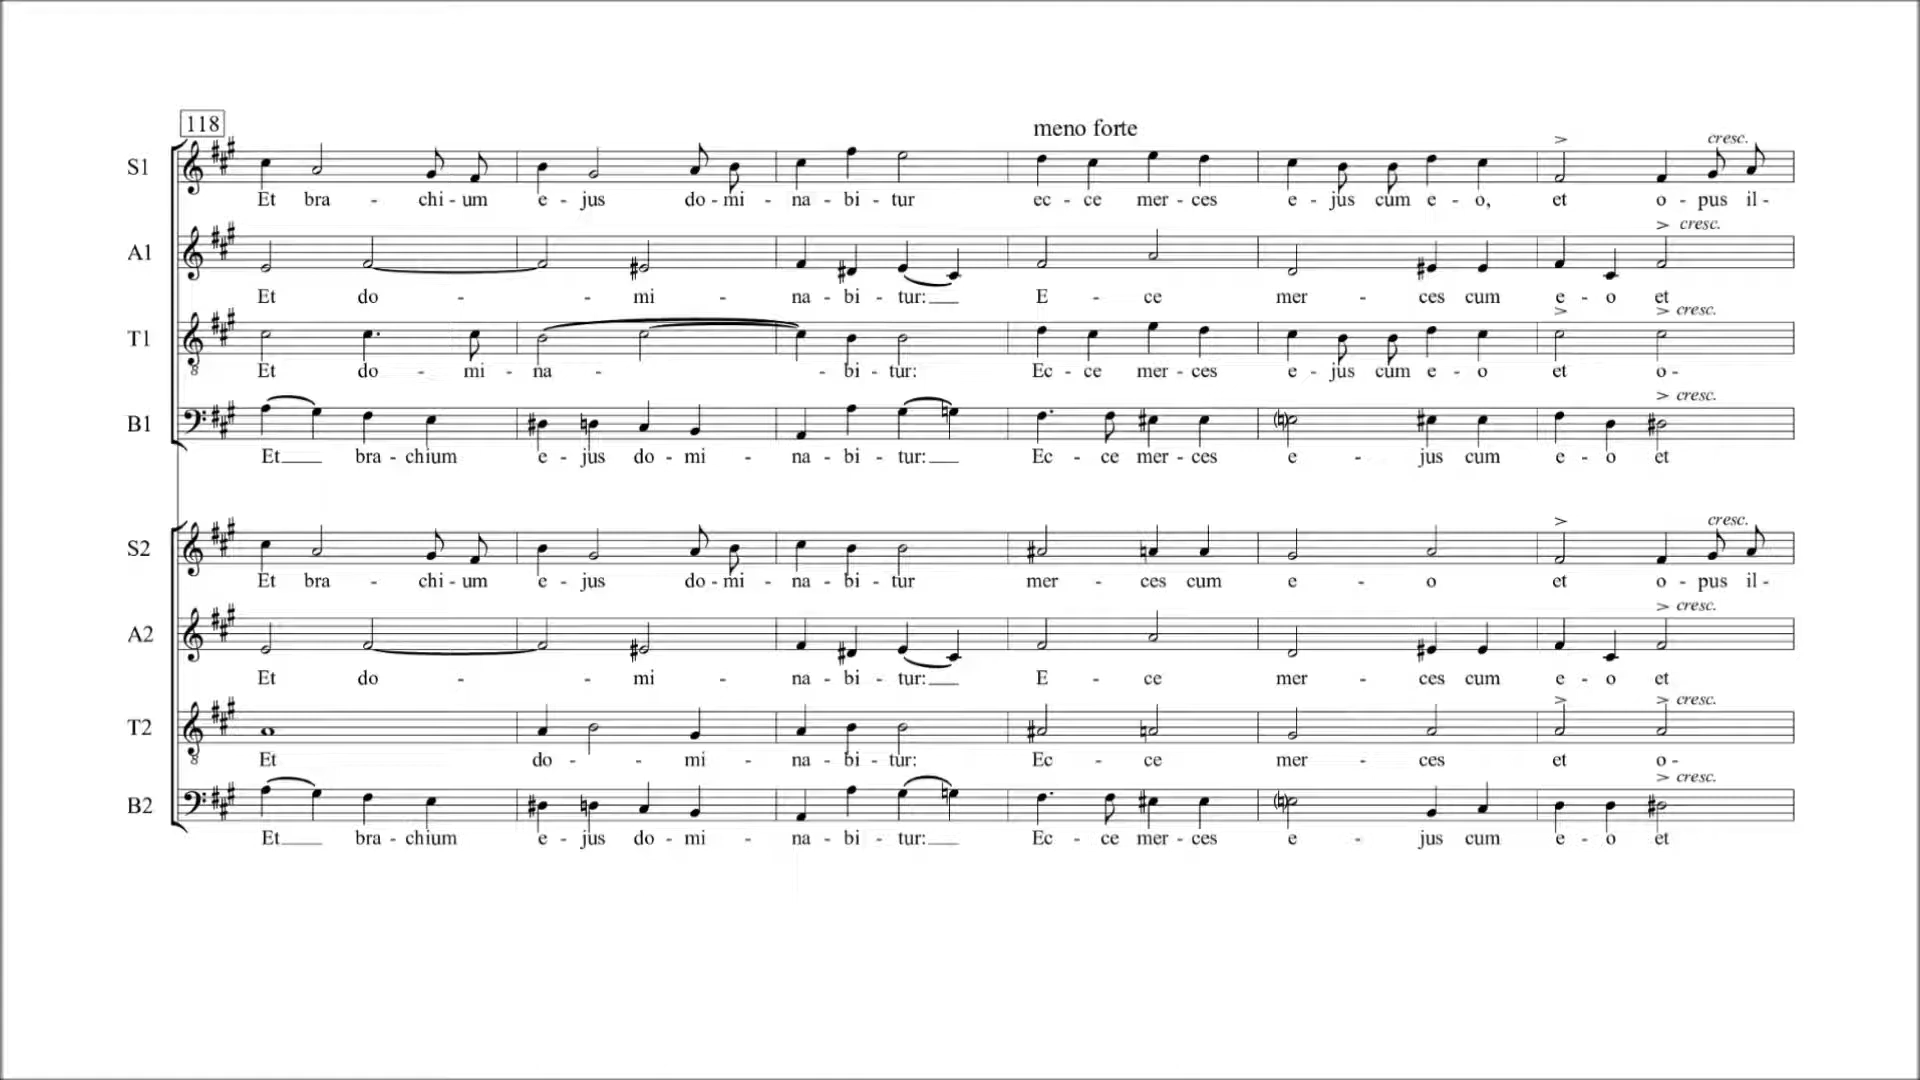 118
meno forte
cresc.
S1
Et bra - chi - um e - jus do - mi - na - bi - tur ec - ce mer - ces e - jus cum e - o, et o - pus il -
cresc.
A1
Et do - - mi - na - bi - tur: E - ce mer - ces cum e - o et
cresc.
T1
Et do - mi - na - - bi - tur: Ec - ce mer - ces e - jus cum e - o et o -
cresc.
B1
Et bra - chium e - jus do - mi - na - bi - tur: Ec - ce mer - ces e - jus cum e - o et
cresc.
S2
Et bra - chi - um e - jus do - mi - na - bi - tur mer - ces cum e - o et o - pus il -
cresc.
A2
Et do - - mi - na - bi - tur: E - ce mer - ces cum e - o et
cresc.
T2
8
Et do - - mi - na - bi - tur: Ec - ce mer - ces et o -
cresc.
B2
Et bra - chium e - jus do - mi - na - bi - tur: Ec - ce mer - ces e - jus cum e - o et